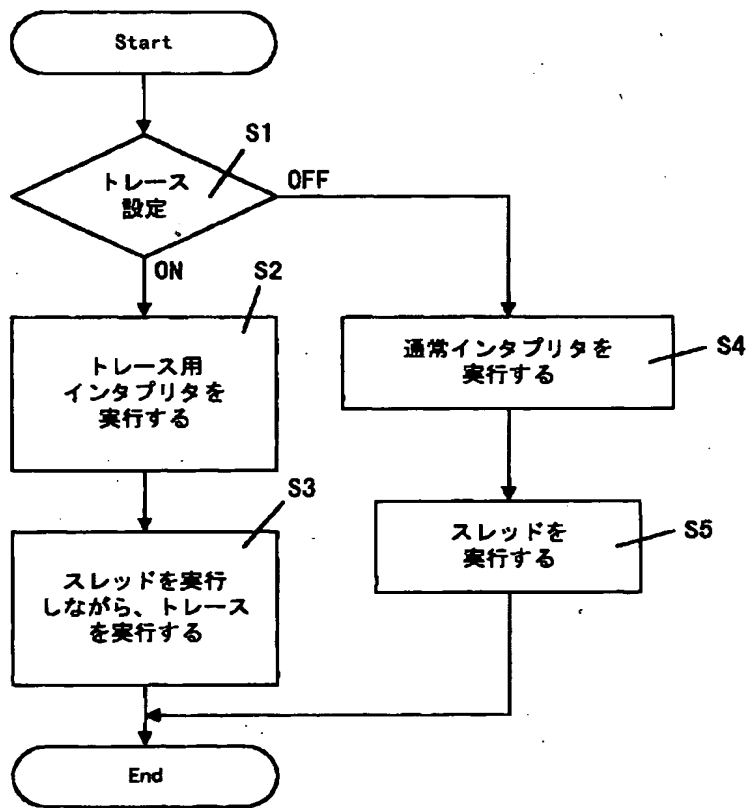 Start
S1
トレース
設定
OFF
ON
S2
トレース用
インタプリタを
実行する
通常インタプリタを
実行する
S4
S3
スレッドを実行
しながら、トレース
を実行する
スレッドを
実行する
S5
End